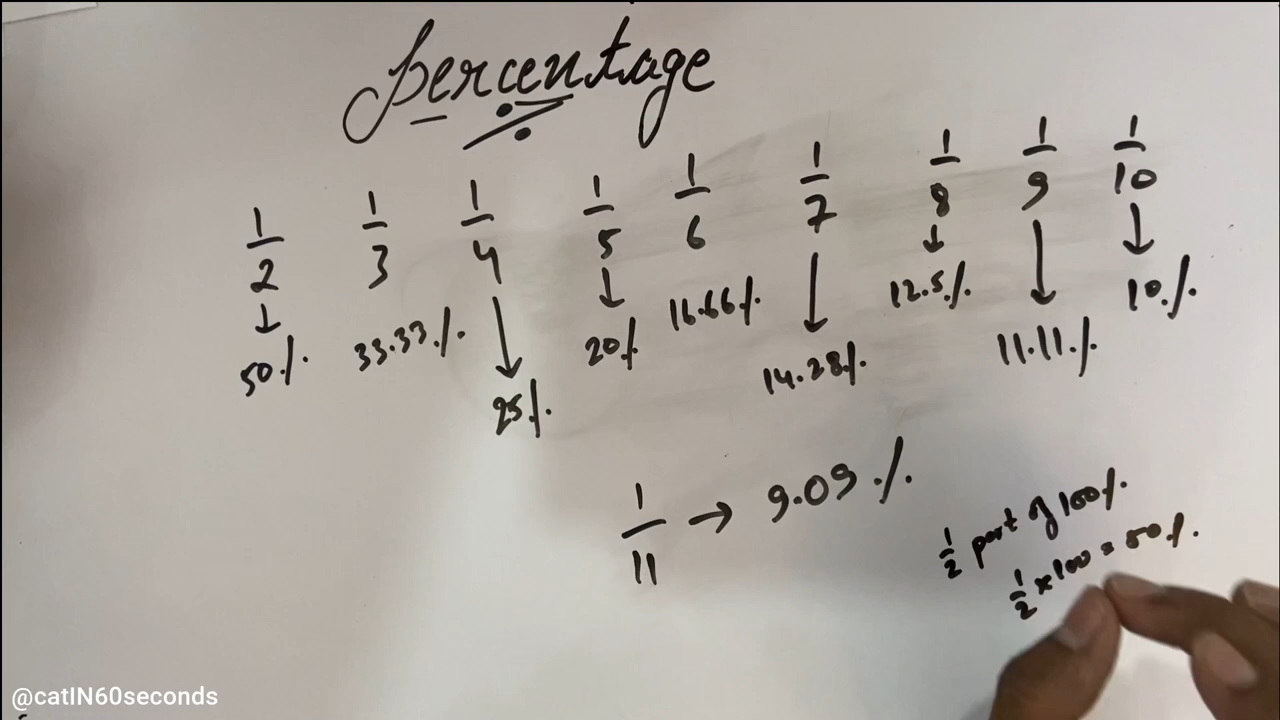 Percentage
1/2 1/3 1/4 1/5 1/6 1/7 1/8 1/9 1/10
↓ ↓ ↓ ↓ ↓ ↓ ↓
50% 33.33% 25% 20% 16.66% 14.28% 12.5% 11.11% 10%
1/11 → 9.09%
1/2 part of 100%
1/2 × 100 = 50%
@catIN60seconds